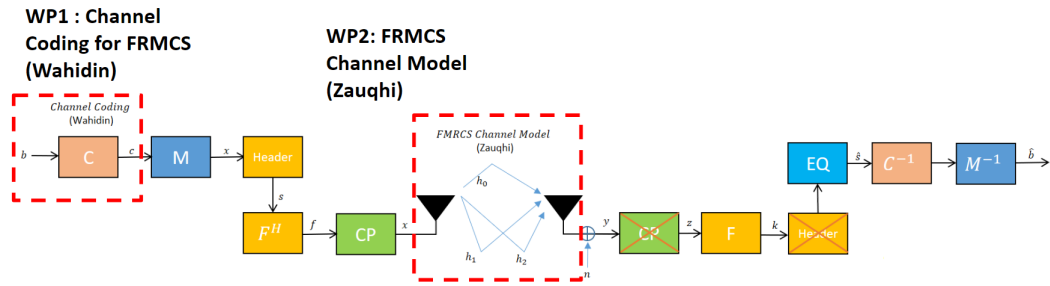 WP1 : Channel
Coding for FRMCS
(Wahidin)
WP2: FRMCS
Channel Model
(Zauqhi)
Channel Coding
(Wahidin)
b
C
c
M
x
Header
s
F^H
f
CP
x
FMRCS Channel Model
(Zauqhi)
h_0
h_1
h_2
n
y
CP
z
F
k
Header
EQ
ŝ
C^{-1}
M^{-1}
b̂